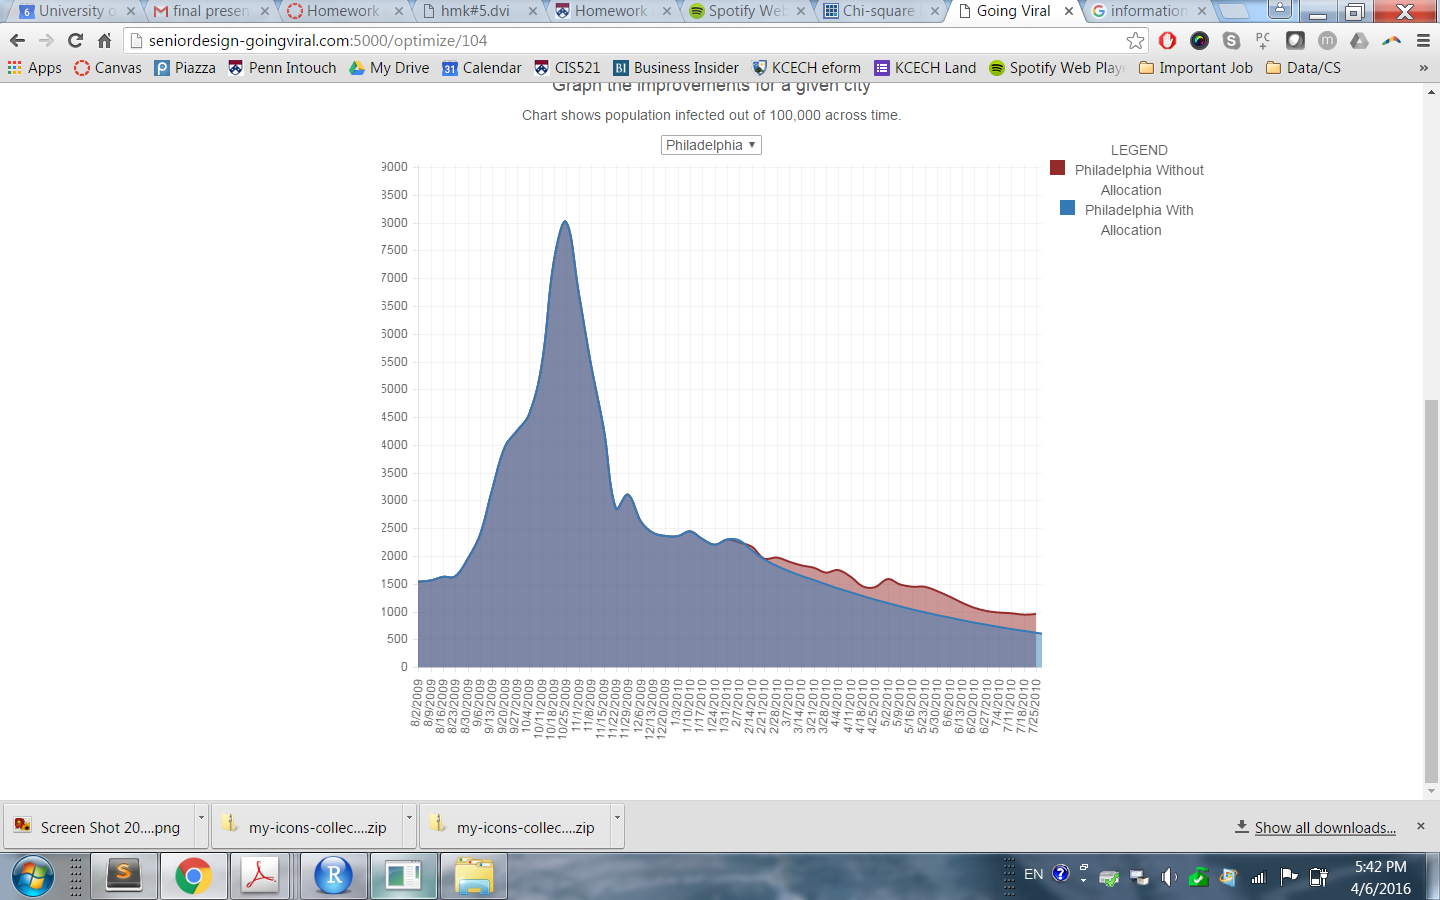 University o
final presen
Homework
hmk#5.dvi
Homework
Spotify Web
Chi-square
Going Viral
information
seniordesign-goingviral.com:5000/optimize/104
Apps
Canvas
Piazza
Penn Intouch
My Drive
31 Calendar
CIS521
BI Business Insider
KCECH eform
KCECH Land
Spotify Web Playe
Important Job
Data/CS
»
Graph the improvements for a given city
Chart shows population infected out of 100,000 across time.
Philadelphia
LEGEND
Philadelphia Without
Allocation
Philadelphia With
Allocation
9000
8500
8000
7500
7000
6500
6000
5500
5000
4500
4000
3500
3000
2500
2000
1500
1000
500
0
8/2/2009
8/9/2009
8/16/2009
8/23/2009
8/30/2009
9/6/2009
9/13/2009
9/20/2009
9/27/2009
10/4/2009
10/11/2009
10/18/2009
10/25/2009
11/1/2009
11/8/2009
11/15/2009
11/22/2009
11/29/2009
12/6/2009
12/13/2009
12/20/2009
1/3/2010
1/10/2010
1/17/2010
1/24/2010
1/31/2010
2/7/2010
2/14/2010
2/21/2010
2/28/2010
3/7/2010
3/14/2010
3/21/2010
3/28/2010
4/4/2010
4/11/2010
4/18/2010
4/25/2010
5/2/2010
5/9/2010
5/16/2010
5/23/2010
5/30/2010
6/6/2010
6/13/2010
6/20/2010
6/27/2010
7/4/2010
7/11/2010
7/18/2010
7/25/2010
Screen Shot 20....png
my-icons-collec....zip
my-icons-collec....zip
Show all downloads...
EN
5:42 PM
4/6/2016